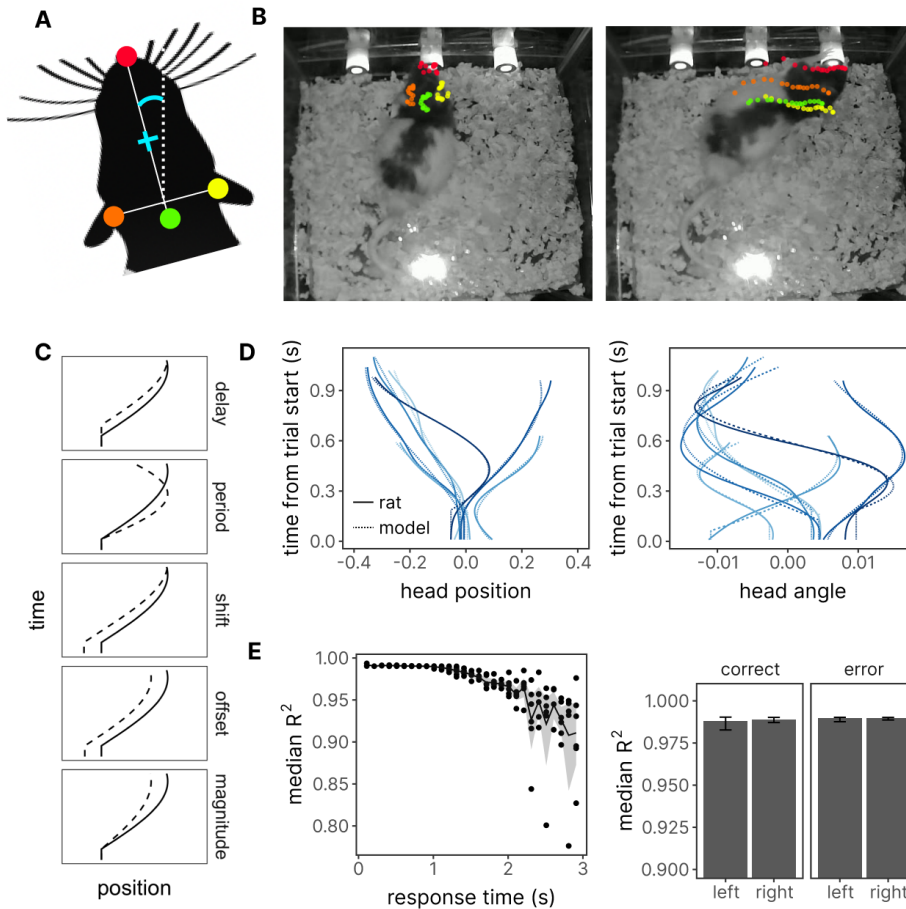 A
B
C
delay
period
shift
offset
magnitude
time
position
D
time from trial start (s)
0.9
0.6
0.3
0.0
rat
model
−0.4
−0.2
0.0
0.2
0.4
head position
time from trial start (s)
0.9
0.6
0.3
0.0
−0.01
0.00
0.01
head angle
E
median R²
1.00
0.95
0.90
0.85
0.80
0
1
2
3
response time (s)
correct
error
median R²
1.000
0.975
0.950
0.925
0.900
left
right
left
right